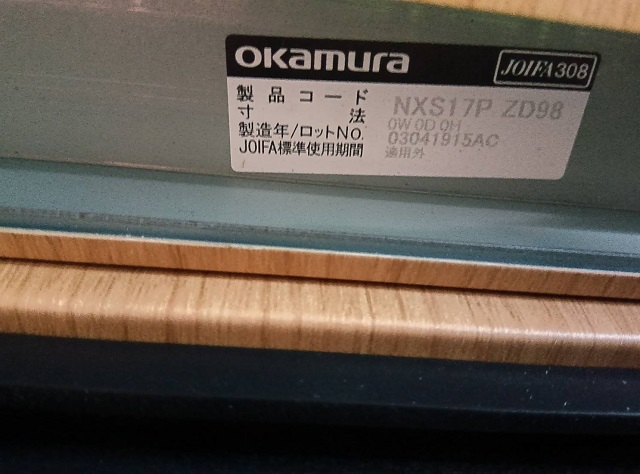 okamura JOIFA308
製品コード NXS17P ZD98
寸法 0W 0D 0H
製造年/ロットNo. 03041915AC
JOIFA標準使用期間 適用外